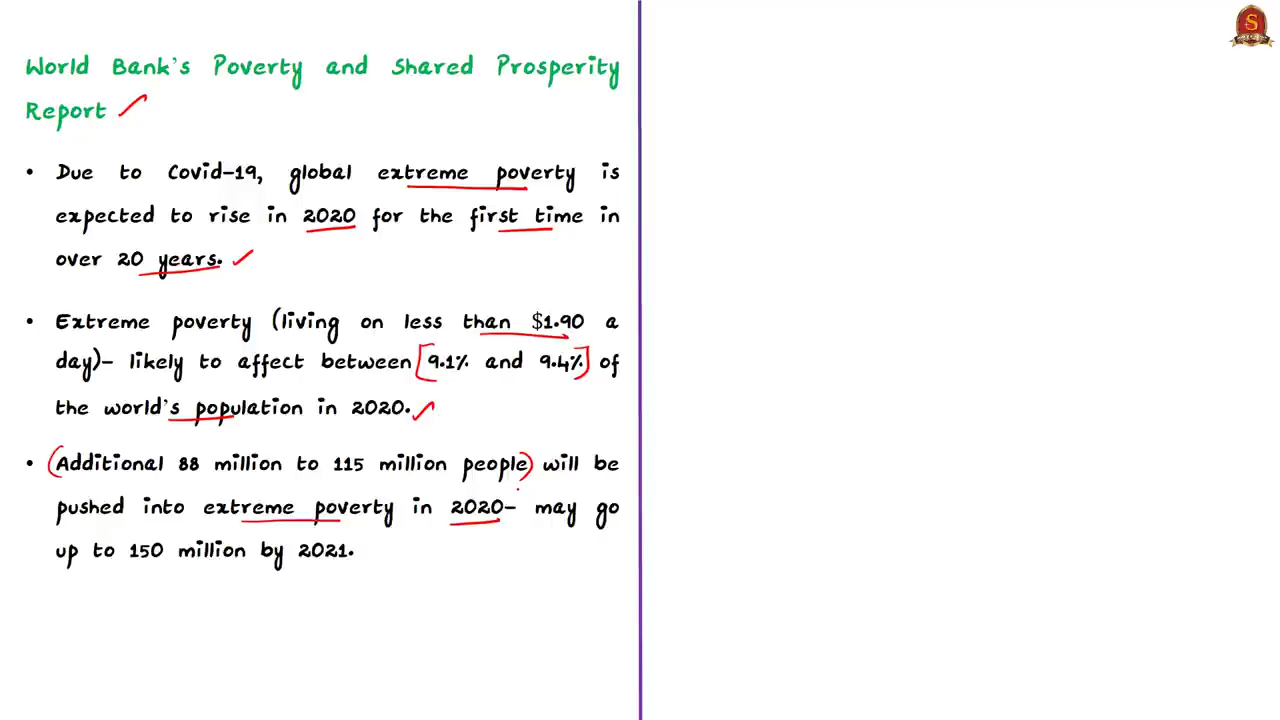 World Bank's Poverty and Shared Prosperity
Report
• Due to Covid-19, global extreme poverty is
expected to rise in 2020 for the first time in
over 20 years.
• Extreme poverty (living on less than $1.90 a
day)- likely to affect between [9.1% and 9.4%] of
the world's population in 2020.
• (Additional 88 million to 115 million people) will be
pushed into extreme poverty in 2020- may go
up to 150 million by 2021.